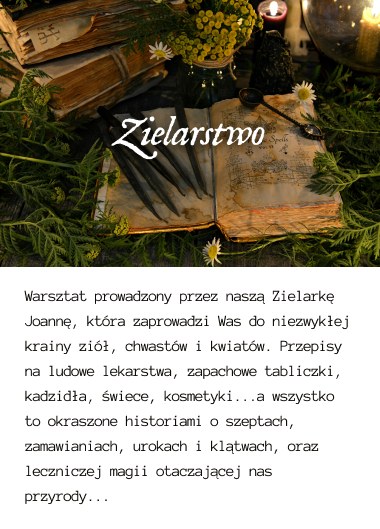 Zielarstwo
Warsztat prowadzony przez naszą Zielarkę
Joannę, która zaprowadzi Was do niezwykłej
krainy ziół, chwastów i kwiatów. Przepisy
na ludowe lekarstwa, zapachowe tabliczki,
kadzidła, świece, kosmetyki...a wszystko
to okraszone historiami o szeptach,
zamawianiach, urokach i klątwach, oraz
leczniczej magii otaczającej nas
przyrody...